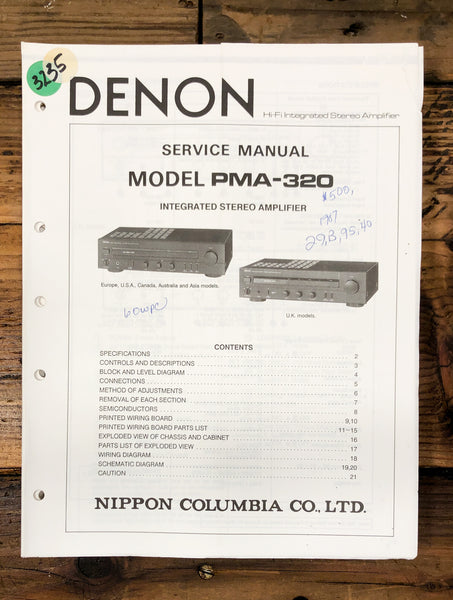 3235
DENON
Hi-Fi Integrated Stereo Amplifier
SERVICE MANUAL
MODEL PMA-320
$500,
INTEGRATED STEREO AMPLIFIER
1987
Europe, U.S.A., Canada, Australia and Asia models.
60WPC
U.K. models.
CONTENTS
SPECIFICATIONS 2
CONTROLS AND DESCRIPTIONS 3
BLOCK AND LEVEL DIAGRAM 4
CONNECTIONS 5
METHOD OF ADJUSTMENTS 6
REMOVAL OF EACH SECTION 7
SEMICONDUCTORS 8
PRINTED WIRING BOARD 9,10
PRINTED WIRING BOARD PARTS LIST 11~15
EXPLODED VIEW OF CHASSIS AND CABINET 16
PARTS LIST OF EXPLODED VIEW 17
WIRING DIAGRAM 18
SCHEMATIC DIAGRAM 19,20
CAUTION 21
NIPPON COLUMBIA CO., LTD.